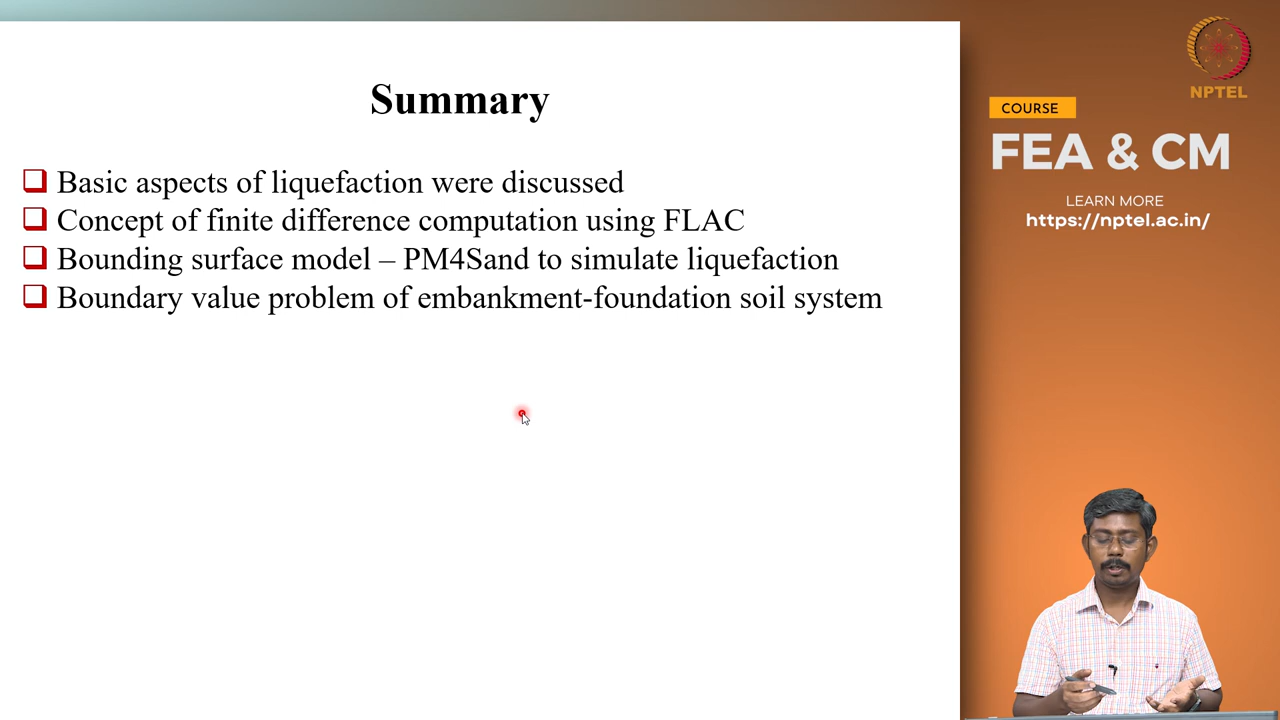 Summary
Basic aspects of liquefaction were discussed
Concept of finite difference computation using FLAC
Bounding surface model – PM4Sand to simulate liquefaction
Boundary value problem of embankment-foundation soil system
NPTEL
COURSE
FEA & CM
LEARN MORE
https://nptel.ac.in/